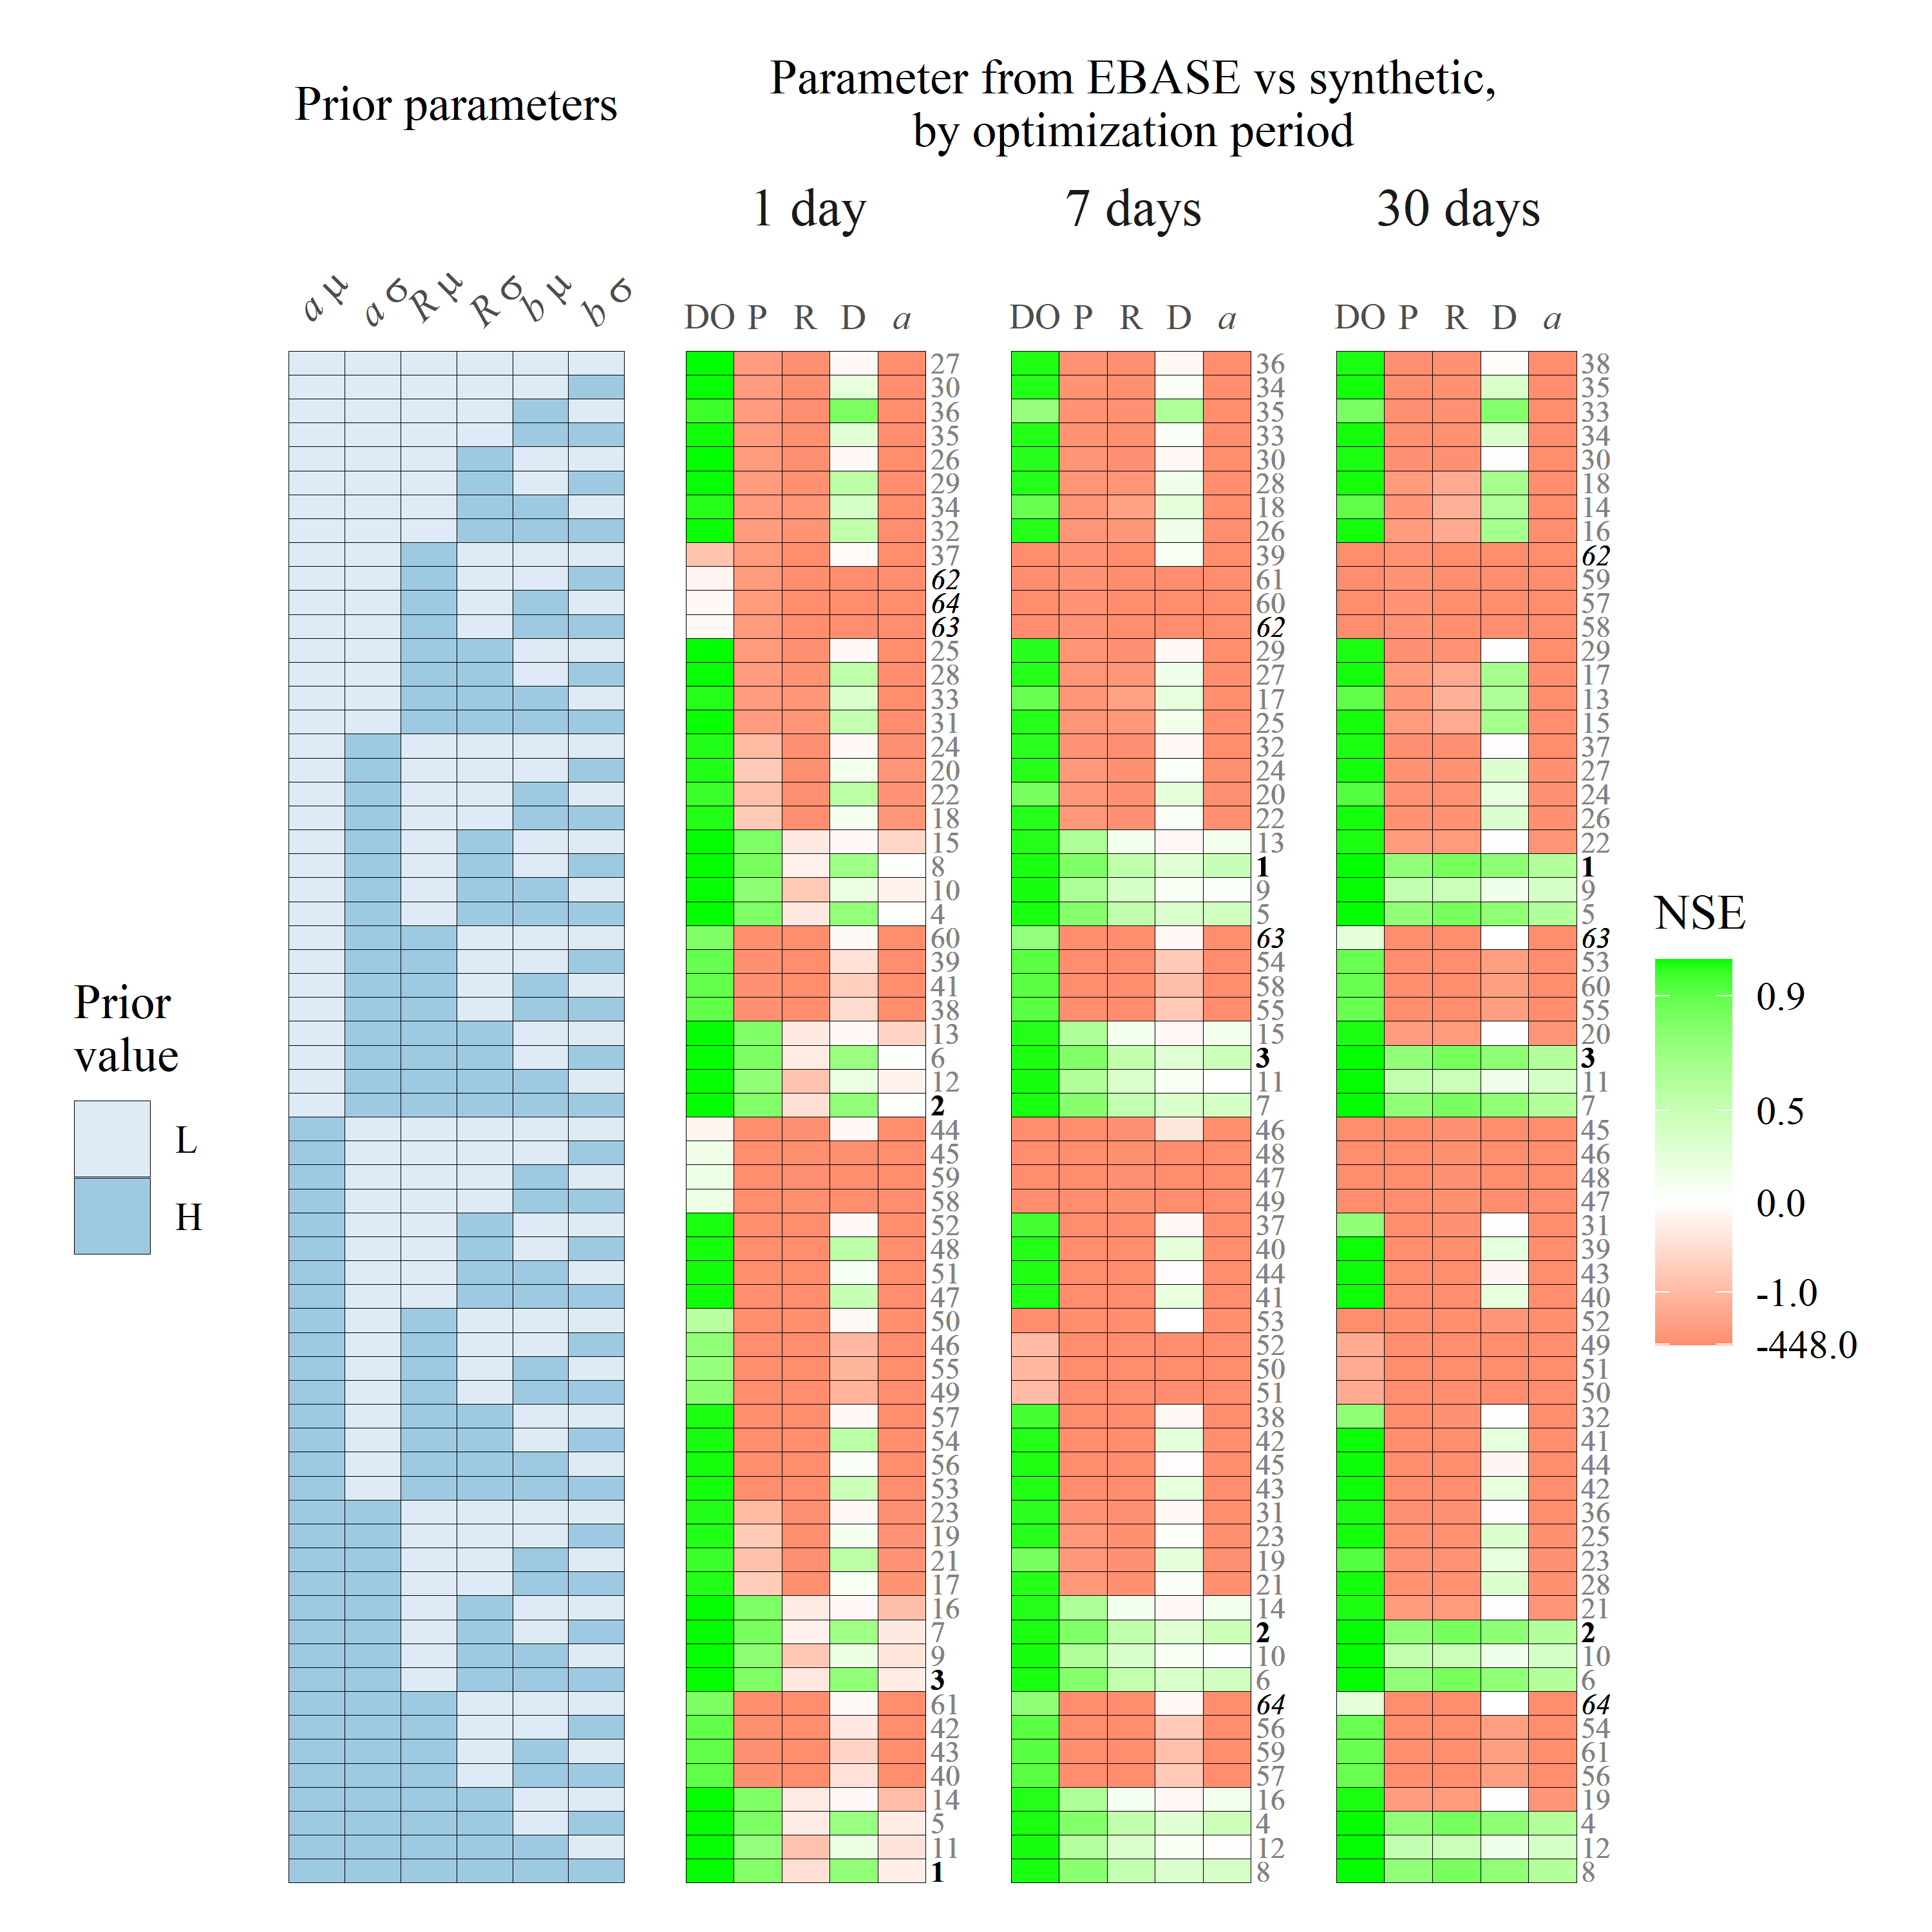 Prior parameters
Parameter from EBASE vs synthetic,
by optimization period
1 day 7 days 30 days
a μ a σ R μ R σ b μ b σ
DO P R D a DO P R D a DO P R D a
27 36 38
30 34 35
36 35 33
35 33 34
26 30 30
29 28 18
34 18 14
32 26 16
37 39 62
62 61 59
64 60 57
63 62 58
25 29 29
28 27 17
33 17 13
31 25 15
24 32 37
20 24 27
22 20 24
18 22 26
15 13 22
8 1 1
10 9 9
4 5 5
60 63 63
39 54 53
41 58 60
38 55 55
13 15 20
6 3 3
12 11 11
2 7 7
44 46 45
45 48 46
59 47 48
58 49 47
52 37 31
48 40 39
51 44 43
47 41 40
50 53 52
46 52 49
55 50 51
49 51 50
57 38 32
54 42 41
56 45 44
53 43 42
23 31 36
19 23 25
21 19 23
17 21 28
16 14 21
7 2 2
9 10 10
3 6 6
61 64 64
42 56 54
43 59 61
40 57 56
14 16 19
5 4 4
11 12 12
1 8 8
Prior
value
L
H
NSE
0.9
0.5
0.0
-1.0
-448.0